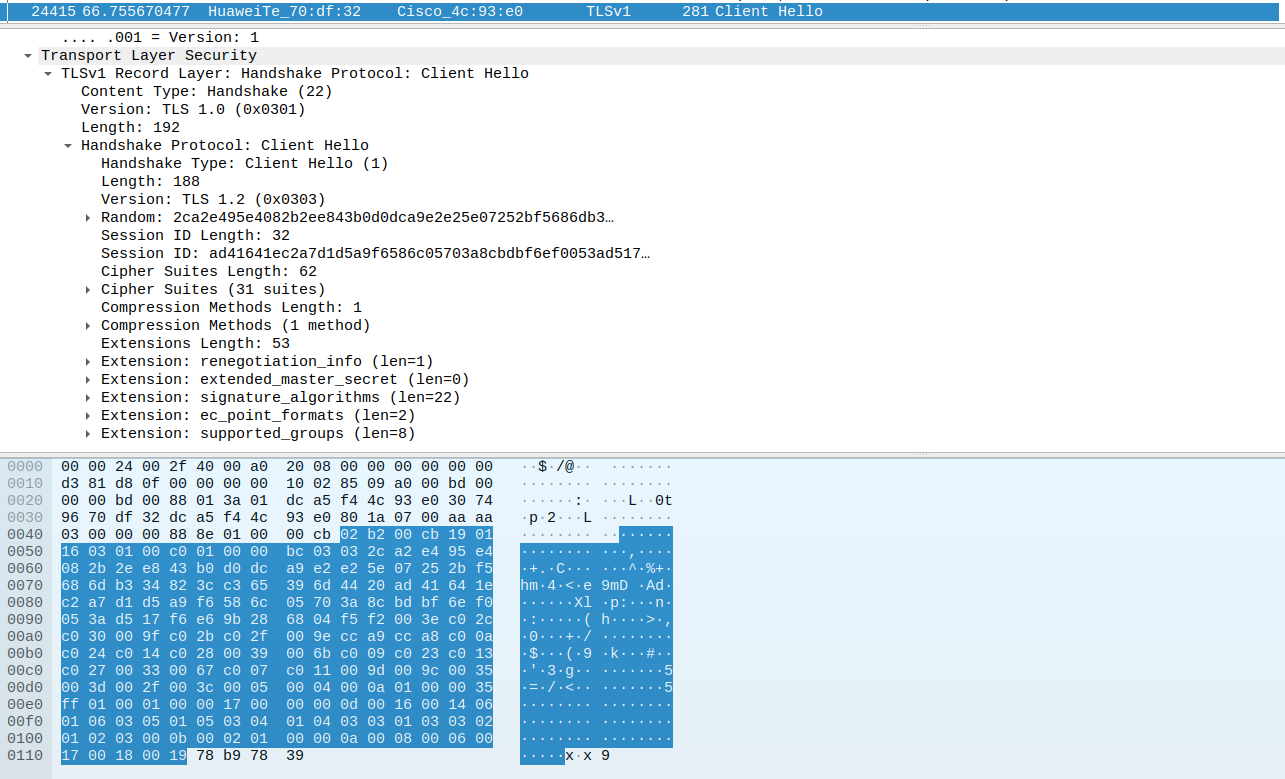 24415 66.755670477 HuaweiTe_70:df:32 Cisco_4c:93:e0 TLSv1 281 Client Hello
.... .001 = Version: 1
Transport Layer Security
TLSv1 Record Layer: Handshake Protocol: Client Hello
Content Type: Handshake (22)
Version: TLS 1.0 (0x0301)
Length: 192
Handshake Protocol: Client Hello
Handshake Type: Client Hello (1)
Length: 188
Version: TLS 1.2 (0x0303)
Random: 2ca2e495e4082b2ee843b0d0dca9e2e25e07252bf5686db3…
Session ID Length: 32
Session ID: ad41641ec2a7d1d5a9f6586c05703a8cbdbf6ef0053ad517…
Cipher Suites Length: 62
Cipher Suites (31 suites)
Compression Methods Length: 1
Compression Methods (1 method)
Extensions Length: 53
Extension: renegotiation_info (len=1)
Extension: extended_master_secret (len=0)
Extension: signature_algorithms (len=22)
Extension: ec_point_formats (len=2)
Extension: supported_groups (len=8)
0000 00 00 24 00 2f 40 00 a0 20 08 00 00 00 00 00 00 ··$·/@·· ·······
0010 d3 81 d8 0f 00 00 00 00 10 02 85 09 a0 00 bd 00 ········ ········
0020 00 00 bd 00 88 01 3a 01 dc a5 f4 4c 93 e0 30 74 ······:· ···L··0t
0030 96 70 df 32 dc a5 f4 4c 93 e0 80 1a 07 00 aa aa ·p·2···L ········
0040 03 00 00 00 88 8e 01 00 00 cb 02 b2 00 cb 19 01 ········ ········
0050 16 03 01 00 c0 01 00 00 bc 03 03 2c a2 e4 95 e4 ········ ···,····
0060 08 2b 2e e8 43 b0 d0 dc a9 e2 e2 5e 07 25 2b f5 ·+.·C··· ···^·%+·
0070 68 6d b3 34 82 3c c3 65 39 6d 44 20 ad 41 64 1e hm·4·<·e 9mD ·Ad·
0080 c2 a7 d1 d5 a9 f6 58 6c 05 70 3a 8c bd bf 6e f0 ······Xl ·p:···n·
0090 05 3a d5 17 f6 e6 9b 28 68 04 f5 f2 00 3e c0 2c ·:·····( h····>·,
00a0 c0 30 00 9f c0 2b c0 2f 00 9e cc a9 cc a8 c0 0a ·0···+·/ ········
00b0 c0 24 c0 14 c0 28 00 39 00 6b c0 09 c0 23 c0 13 ·$···(·9 ·k···#··
00c0 c0 27 00 33 00 67 c0 07 c0 11 00 9d 00 9c 00 35 ·'·3·g·· ·······5
00d0 00 3d 00 2f 00 3c 00 05 00 04 00 0a 01 00 00 35 ·=·/·<·· ·······5
00e0 ff 01 00 01 00 00 17 00 00 00 0d 00 16 00 14 06 ········ ········
00f0 01 06 03 05 01 05 03 04 01 04 03 03 01 03 03 02 ········ ········
0100 01 02 03 00 0b 00 02 01 00 00 0a 00 08 00 06 00 ········ ········
0110 17 00 18 00 19 78 b9 78 39 ·····x·x 9